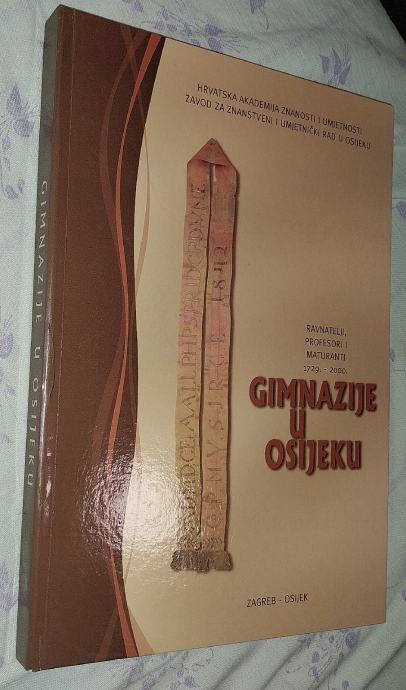 HRVATSKA AKADEMIJA ZNANOSTI I UMJETNOSTI
ZAVOD ZA ZNANSTVENI I UMJETNIČKI RAD U OSIJEKU
RAVNATELJI,
PROFESORI I
MATURANTI
1729. - 2000.
GIMNAZIJE
U
OSIJEKU
ZAGREB - OSIJEK
GIMNAZIJE U OSIJEKU
1842